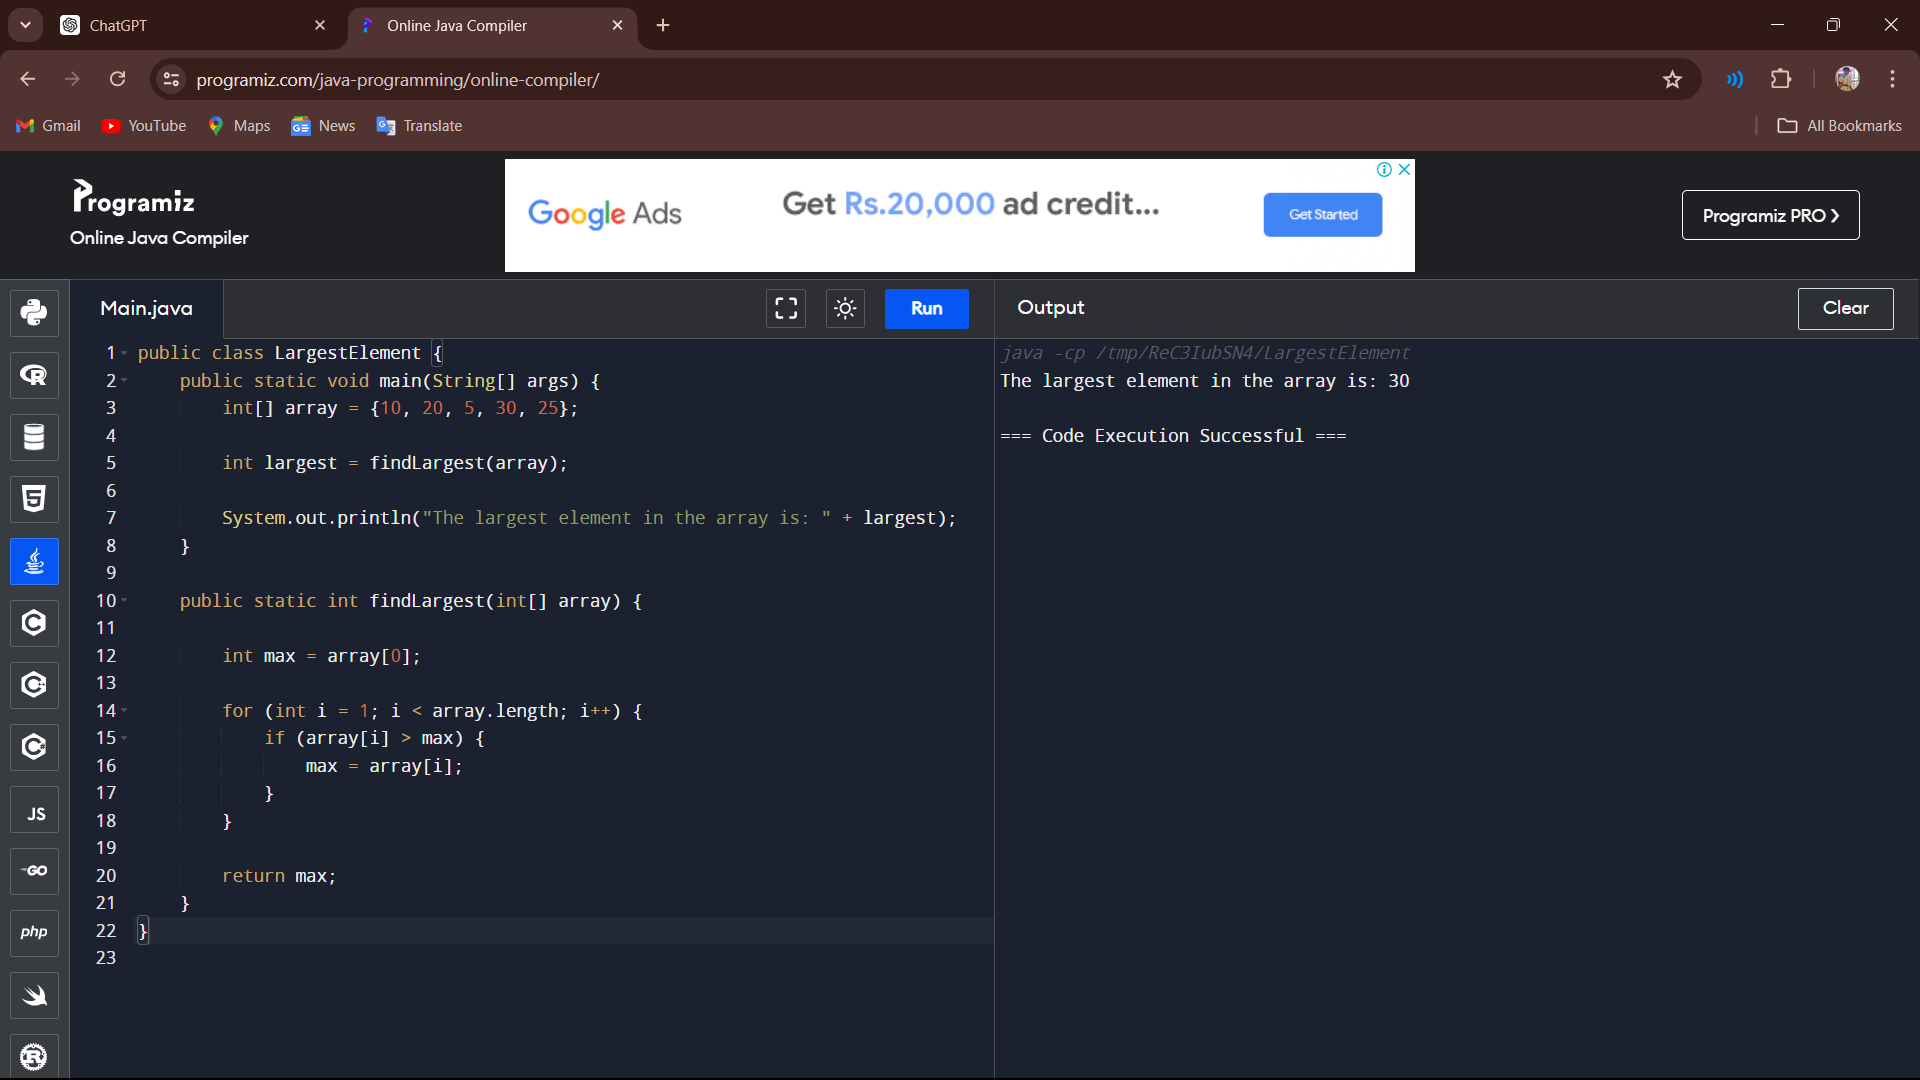 ChatGPT
Online Java Compiler
programiz.com/java-programming/online-compiler/
Gmail YouTube Maps News Translate All Bookmarks
Programiz
Online Java Compiler
Google Ads
Get Rs.20,000 ad credit...
Get Started
Programiz PRO ❯
Main.java
Run
1 public class LargestElement {
2     public static void main(String[] args) {
3         int[] array = {10, 20, 5, 30, 25};
4
5         int largest = findLargest(array);
6
7         System.out.println("The largest element in the array is: " + largest);
8     }
9
10     public static int findLargest(int[] array) {
11
12         int max = array[0];
13
14         for (int i = 1; i < array.length; i++) {
15             if (array[i] > max) {
16                 max = array[i];
17             }
18         }
19
20         return max;
21     }
22 }
23
Output
Clear
java -cp /tmp/ReC3IubSN4/LargestElement
The largest element in the array is: 30
=== Code Execution Successful ===
JS
GO
php